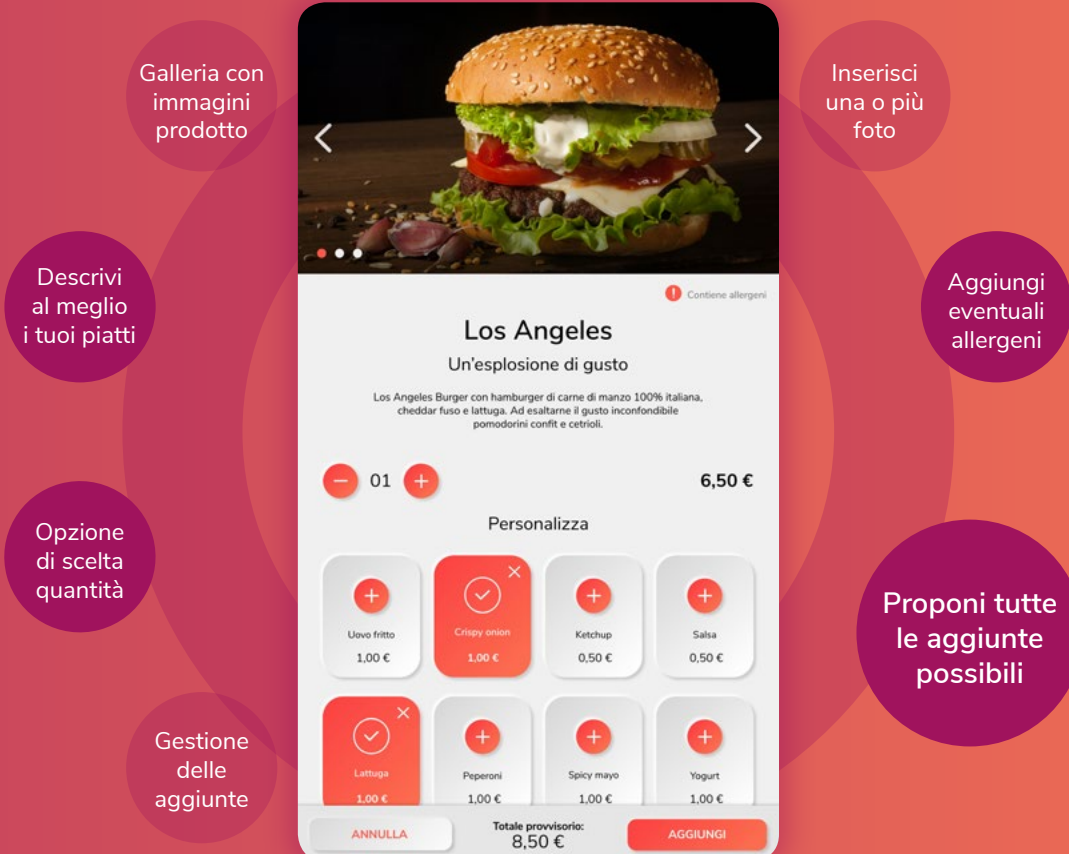 Galleria con
immagini
prodotto
Inserisci
una o più
foto
Descrivi
al meglio
i tuoi piatti
Aggiungi
eventuali
allergeni
Opzione
di scelta
quantità
Proponi tutte
le aggiunte
possibili
Gestione
delle
aggiunte
! Contiene allergeni
Los Angeles
Un'esplosione di gusto
Los Angeles Burger con hamburger di carne di manzo 100% italiana,
cheddar fuso e lattuga. Ad esaltarne il gusto inconfondibile
pomodorini confit e cetrioli.
− 01 + 6,50 €
Personalizza
Uovo fritto
1,00 €
Crispy onion
1,00 €
Ketchup
0,50 €
Salsa
0,50 €
Lattuga
1,00 €
Peperoni
1,00 €
Spicy mayo
1,00 €
Yogurt
1,00 €
ANNULLA
Totale provvisorio:
8,50 €
AGGIUNGI